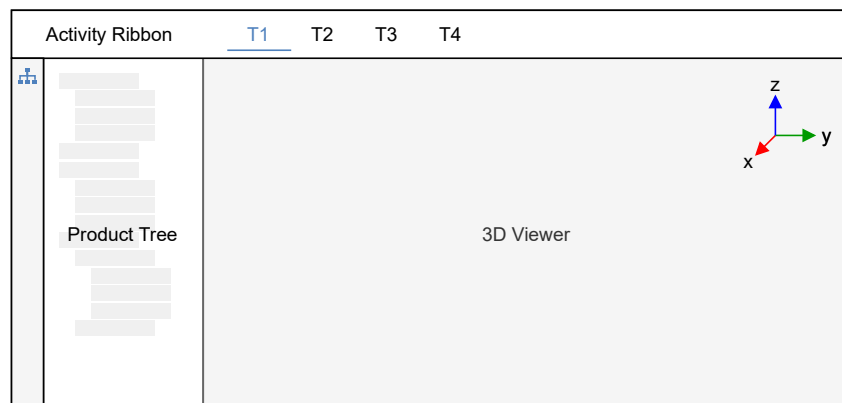 Activity Ribbon T1 T2 T3 T4
z
y
x
Product Tree
3D Viewer